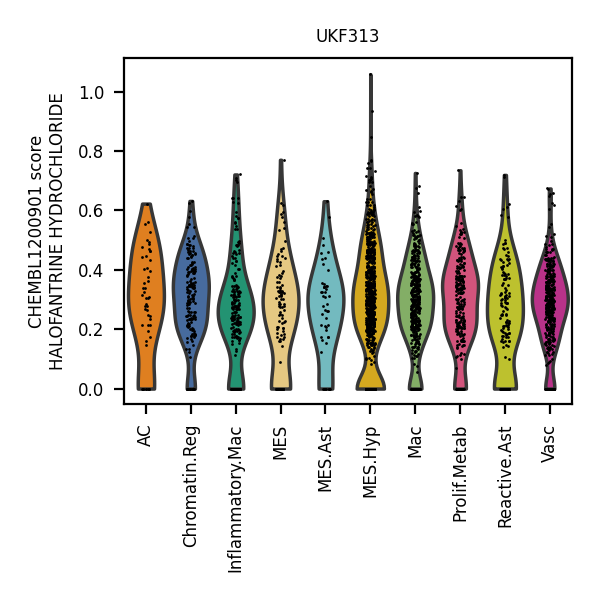 UKF313
CHEMBL1200901 score
HALOFANTRINE HYDROCHLORIDE
1.0
0.8
0.6
0.4
0.2
0.0
AC
Chromatin.Reg
Inflammatory.Mac
MES
MES.Ast
MES.Hyp
Mac
Prolif.Metab
Reactive.Ast
Vasc